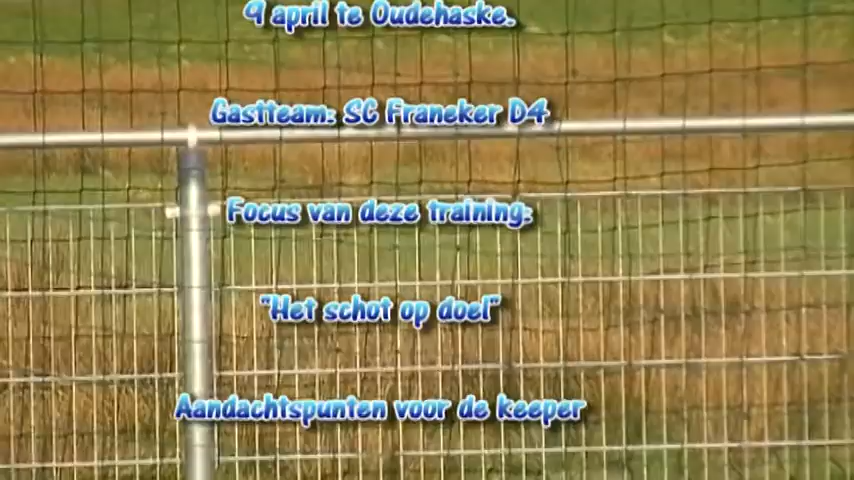 9 april te Oudehaske.
Gastteam: SC Franeker D4
Focus van deze training:
"Het schot op doel"
Aandachtspunten voor de keeper